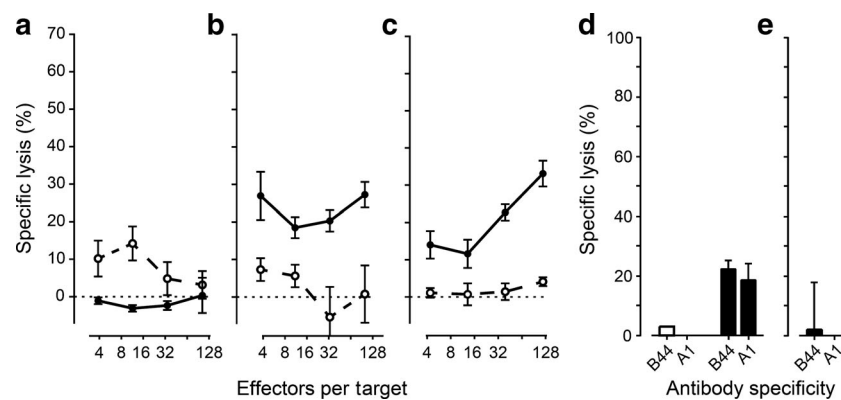 a b c d e
Specific lysis (%)
70
60
50
40
30
20
10
0
4 8 16 32 128
4 8 16 32 128
4 8 16 32 128
Effectors per target
Specific lysis (%)
100
80
60
40
20
0
B44 A1 B44 A1 B44 A1
Antibody specificity